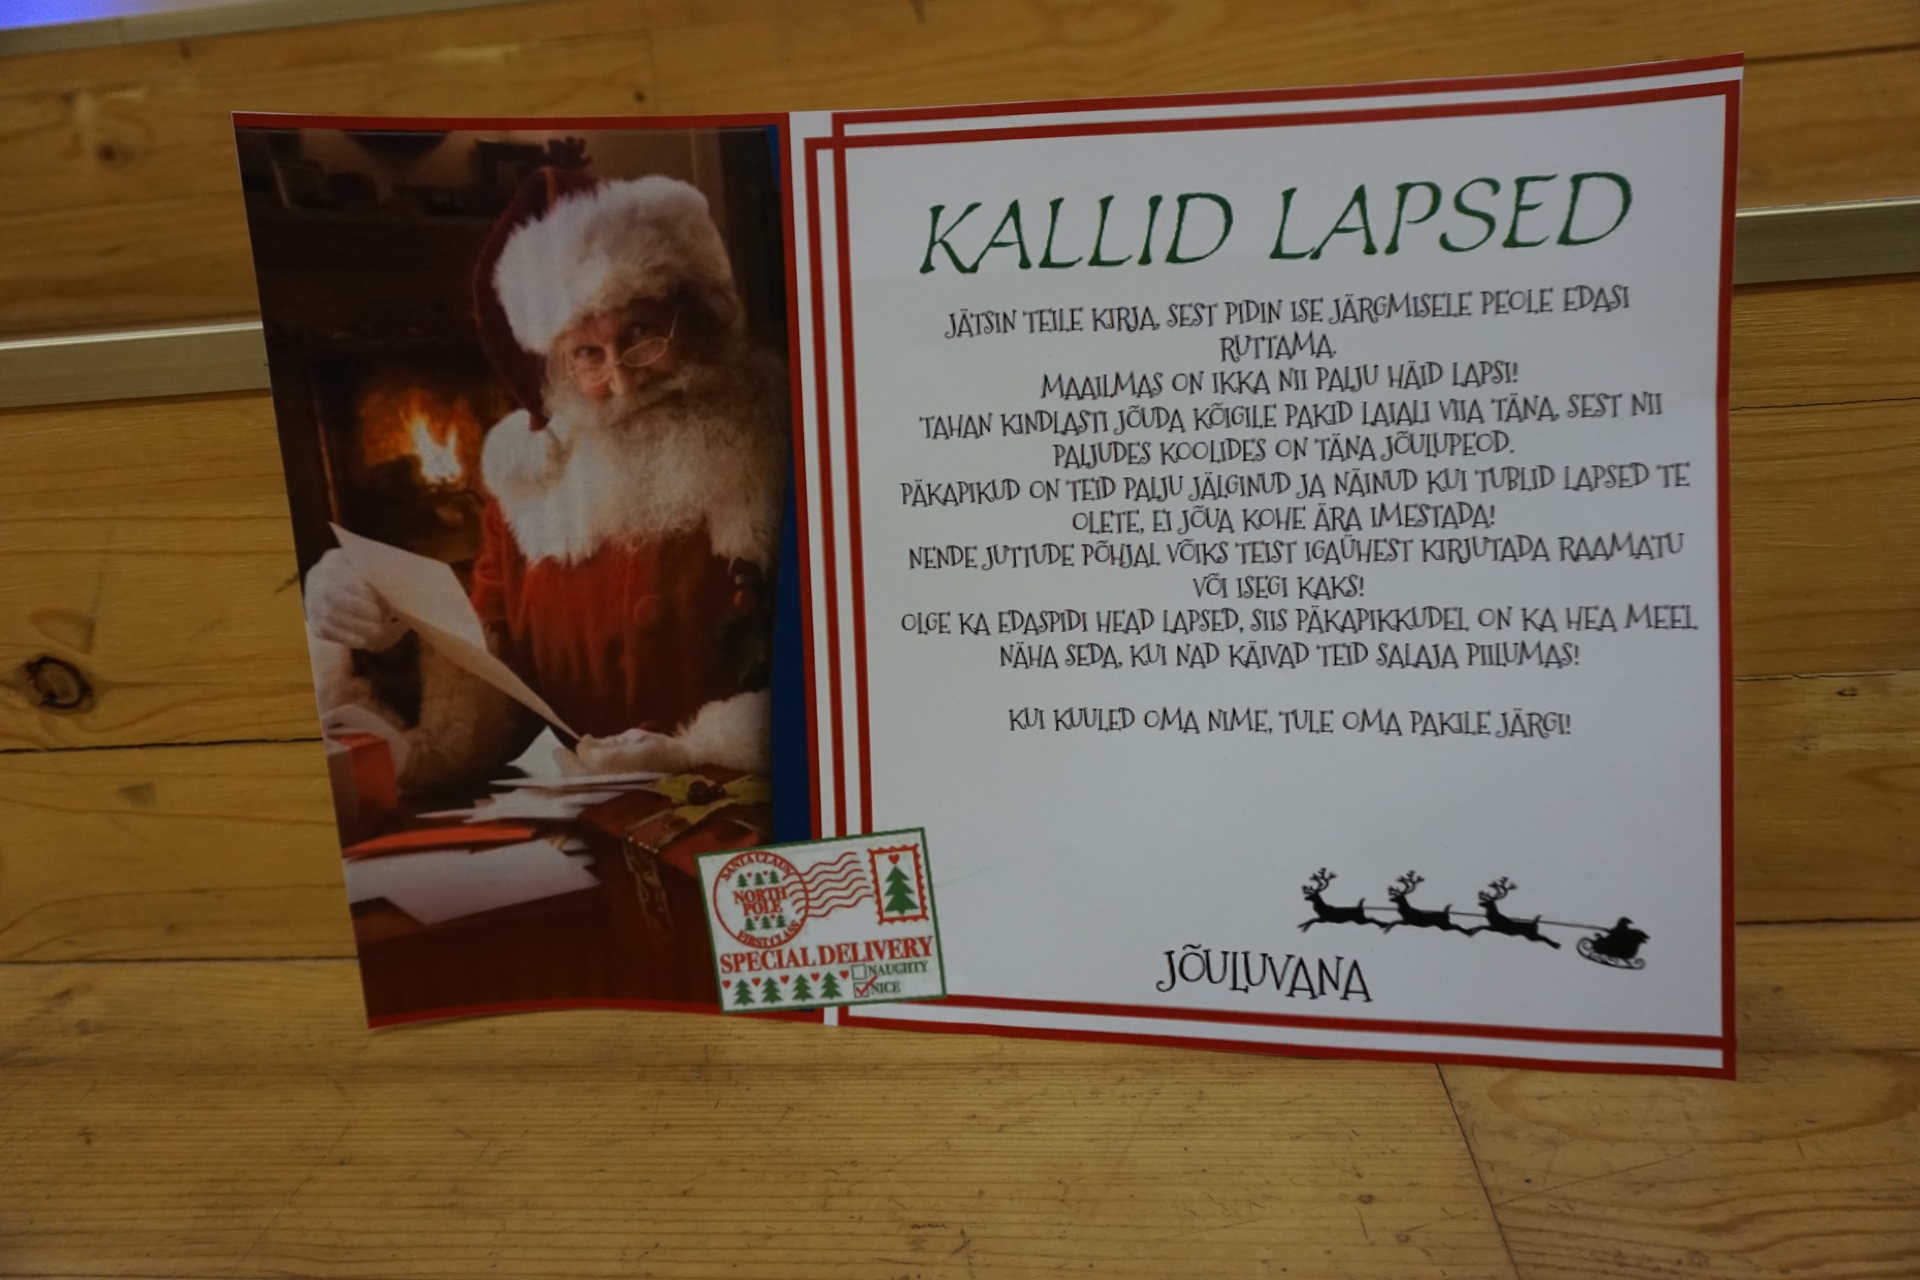 KALLID LAPSED
JÄTSIN TEILE KIRJA, SEST PIDIN ISE JÄRGMISELE PEOLE EDASI
RUTTAMA.
MAAILMAS ON IKKA NII PALJU HÄID LAPSI!
TAHAN KINDLASTI JÕUDA KÕIGILE PAKID LAIALI VIIA TÄNA, SEST NII
PALJUDES KOOLIDES ON TÄNA JÕULUPEOD.
PÄKAPIKUD ON TEID PALJU JÄLGINUD JA NÄINUD KUI TUBLID LAPSED TE
OLETE, EI JÕUA KOHE ÄRA IMESTADA!
NENDE JUTTUDE PÕHJAL VÕIKS TEIST IGAÜHEST KIRJUTADA RAAMATU
VÕI ISEGI KAKS!
OLGE KA EDASPIDI HEAD LAPSED, SIIS PÄKAPIKKUDEL ON KA HEA MEEL
NÄHA SEDA, KUI NAD KÄIVAD TEID SALAJA PIILUMAS!
KUI KUULED OMA NIME, TULE OMA PAKILE JÄRGI!
JÕULUVANA
SANTA CLAUS
NORTH
POLE
FIRST CLASS
SPECIAL DELIVERY
NAUGHTY
NICE